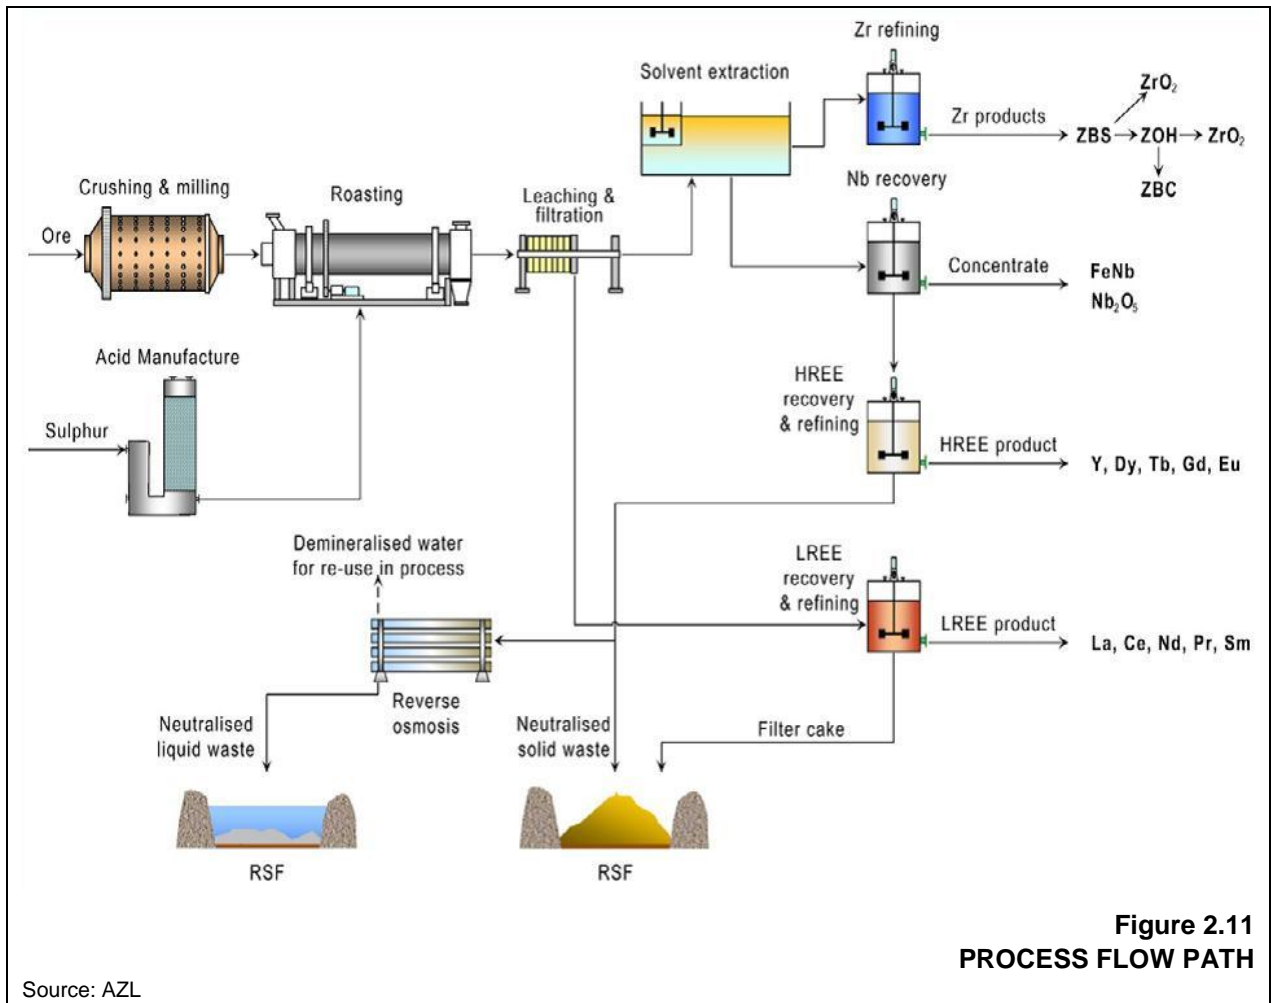 Zr refining
Solvent extraction
ZrO₂
Zr products
ZBS
ZOH
ZrO₂
ZBC
Crushing & milling
Roasting
Leaching &
filtration
Nb recovery
Ore
Concentrate
FeNb
Nb₂O₅
Acid Manufacture
HREE
recovery
& refining
Sulphur
HREE product
Y, Dy, Tb, Gd, Eu
Demineralised water
for re-use in process
LREE
recovery
& refining
LREE product
La, Ce, Nd, Pr, Sm
Reverse
osmosis
Neutralised
liquid waste
Neutralised
solid waste
Filter cake
RSF
RSF
Figure 2.11
PROCESS FLOW PATH
Source: AZL